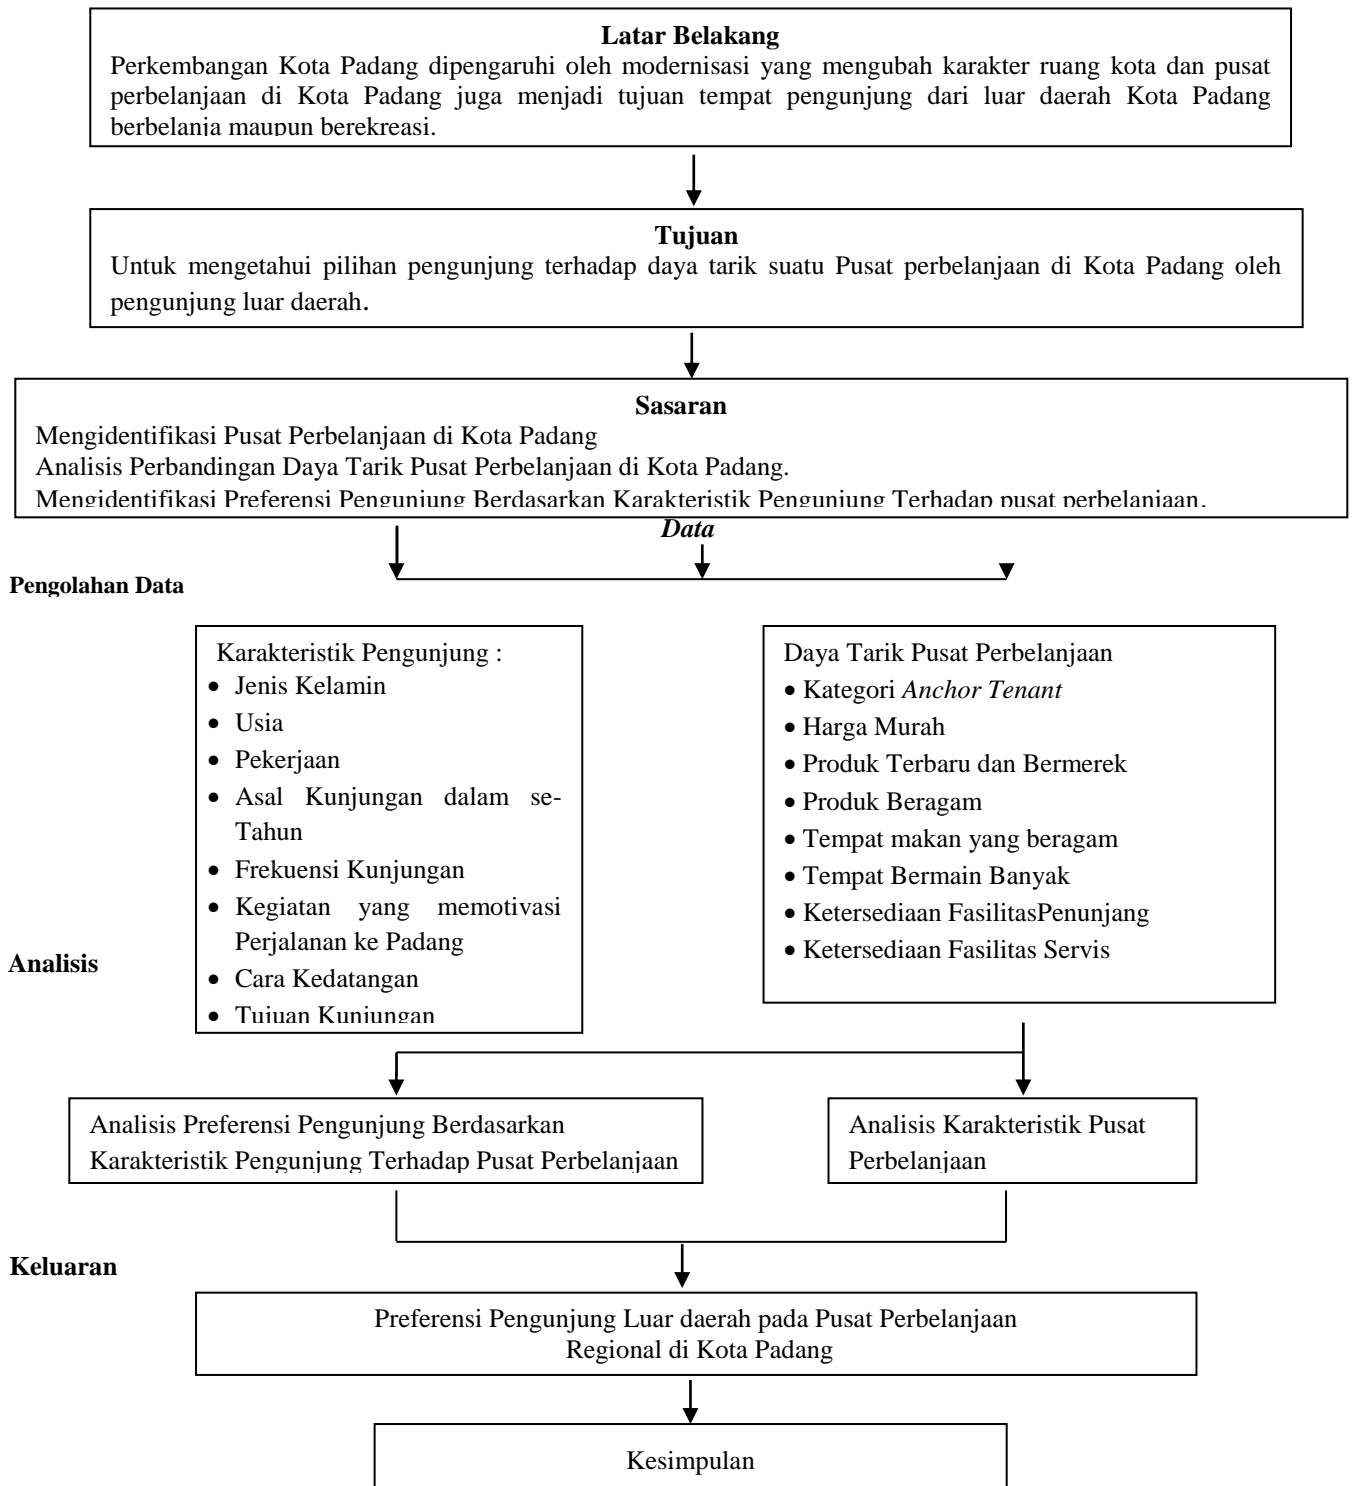 Latar Belakang
Perkembangan Kota Padang dipengaruhi oleh modernisasi yang mengubah karakter ruang kota dan pusat
perbelanjaan di Kota Padang juga menjadi tujuan tempat pengunjung dari luar daerah Kota Padang
berbelanja maupun berekreasi.
Tujuan
Untuk mengetahui pilihan pengunjung terhadap daya tarik suatu Pusat perbelanjaan di Kota Padang oleh
pengunjung luar daerah.
Sasaran
Mengidentifikasi Pusat Perbelanjaan di Kota Padang
Analisis Perbandingan Daya Tarik Pusat Perbelanjaan di Kota Padang.
Mengidentifikasi Preferensi Pengunjung Berdasarkan Karakteristik Pengunjung Terhadap pusat perbelanjaan.
Data
Pengolahan Data
Karakteristik Pengunjung :
• Jenis Kelamin
• Usia
• Pekerjaan
• Asal Kunjungan dalam se-
Tahun
• Frekuensi Kunjungan
• Kegiatan yang memotivasi
Perjalanan ke Padang
• Cara Kedatangan
• Tujuan Kunjungan
Daya Tarik Pusat Perbelanjaan
• Kategori Anchor Tenant
• Harga Murah
• Produk Terbaru dan Bermerek
• Produk Beragam
• Tempat makan yang beragam
• Tempat Bermain Banyak
• Ketersediaan FasilitasPenunjang
• Ketersediaan Fasilitas Servis
Analisis
Analisis Preferensi Pengunjung Berdasarkan
Karakteristik Pengunjung Terhadap Pusat Perbelanjaan
Analisis Karakteristik Pusat
Perbelanjaan
Keluaran
Preferensi Pengunjung Luar daerah pada Pusat Perbelanjaan
Regional di Kota Padang
Kesimpulan